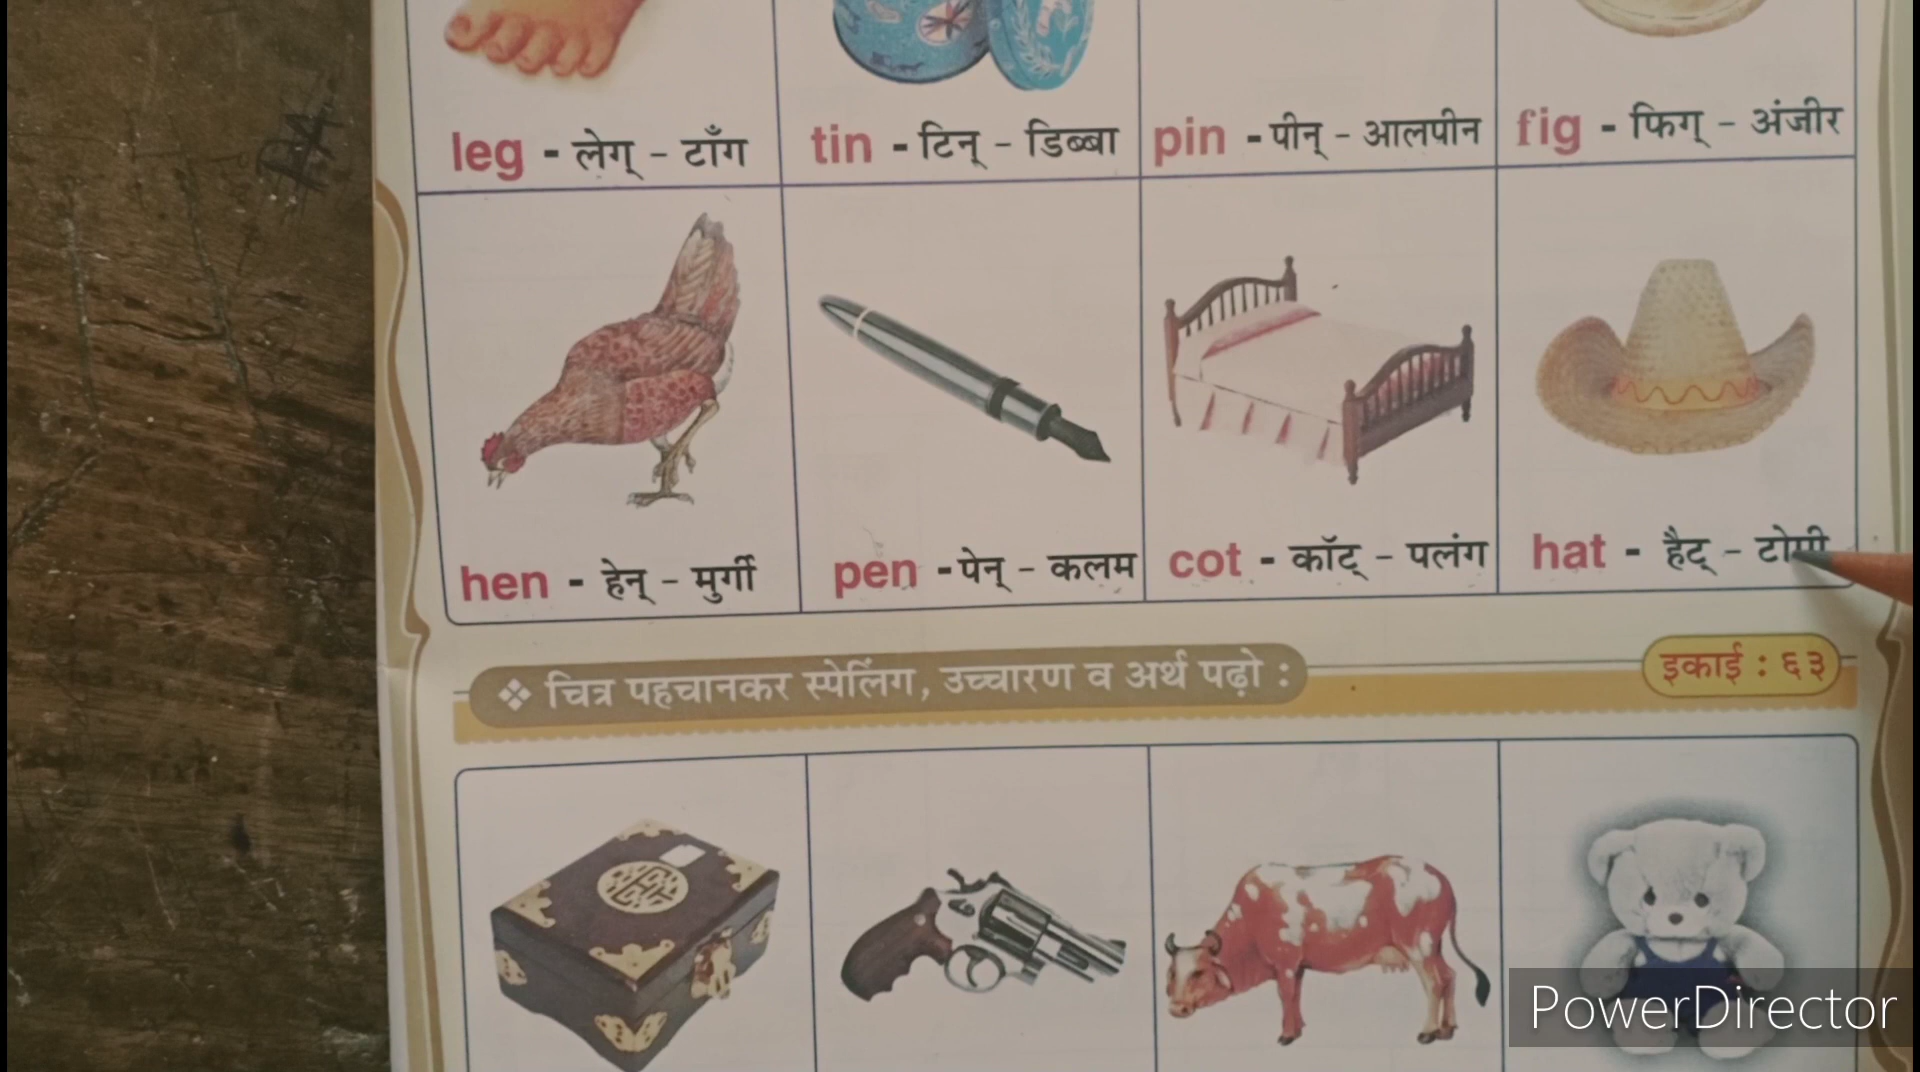 leg - लेग् - टाँग
tin - टिन् - डिब्बा
pin - पीन् - आलपीन
fig - फिग् - अंजीर
hen - हेन् - मुर्गी
pen - पेन् - कलम
cot - कॉट् - पलंग
hat - हैट् - टोपी
❖ चित्र पहचानकर स्पेलिंग, उच्चारण व अर्थ पढ़ो :
इकाई : ६३
PowerDirector